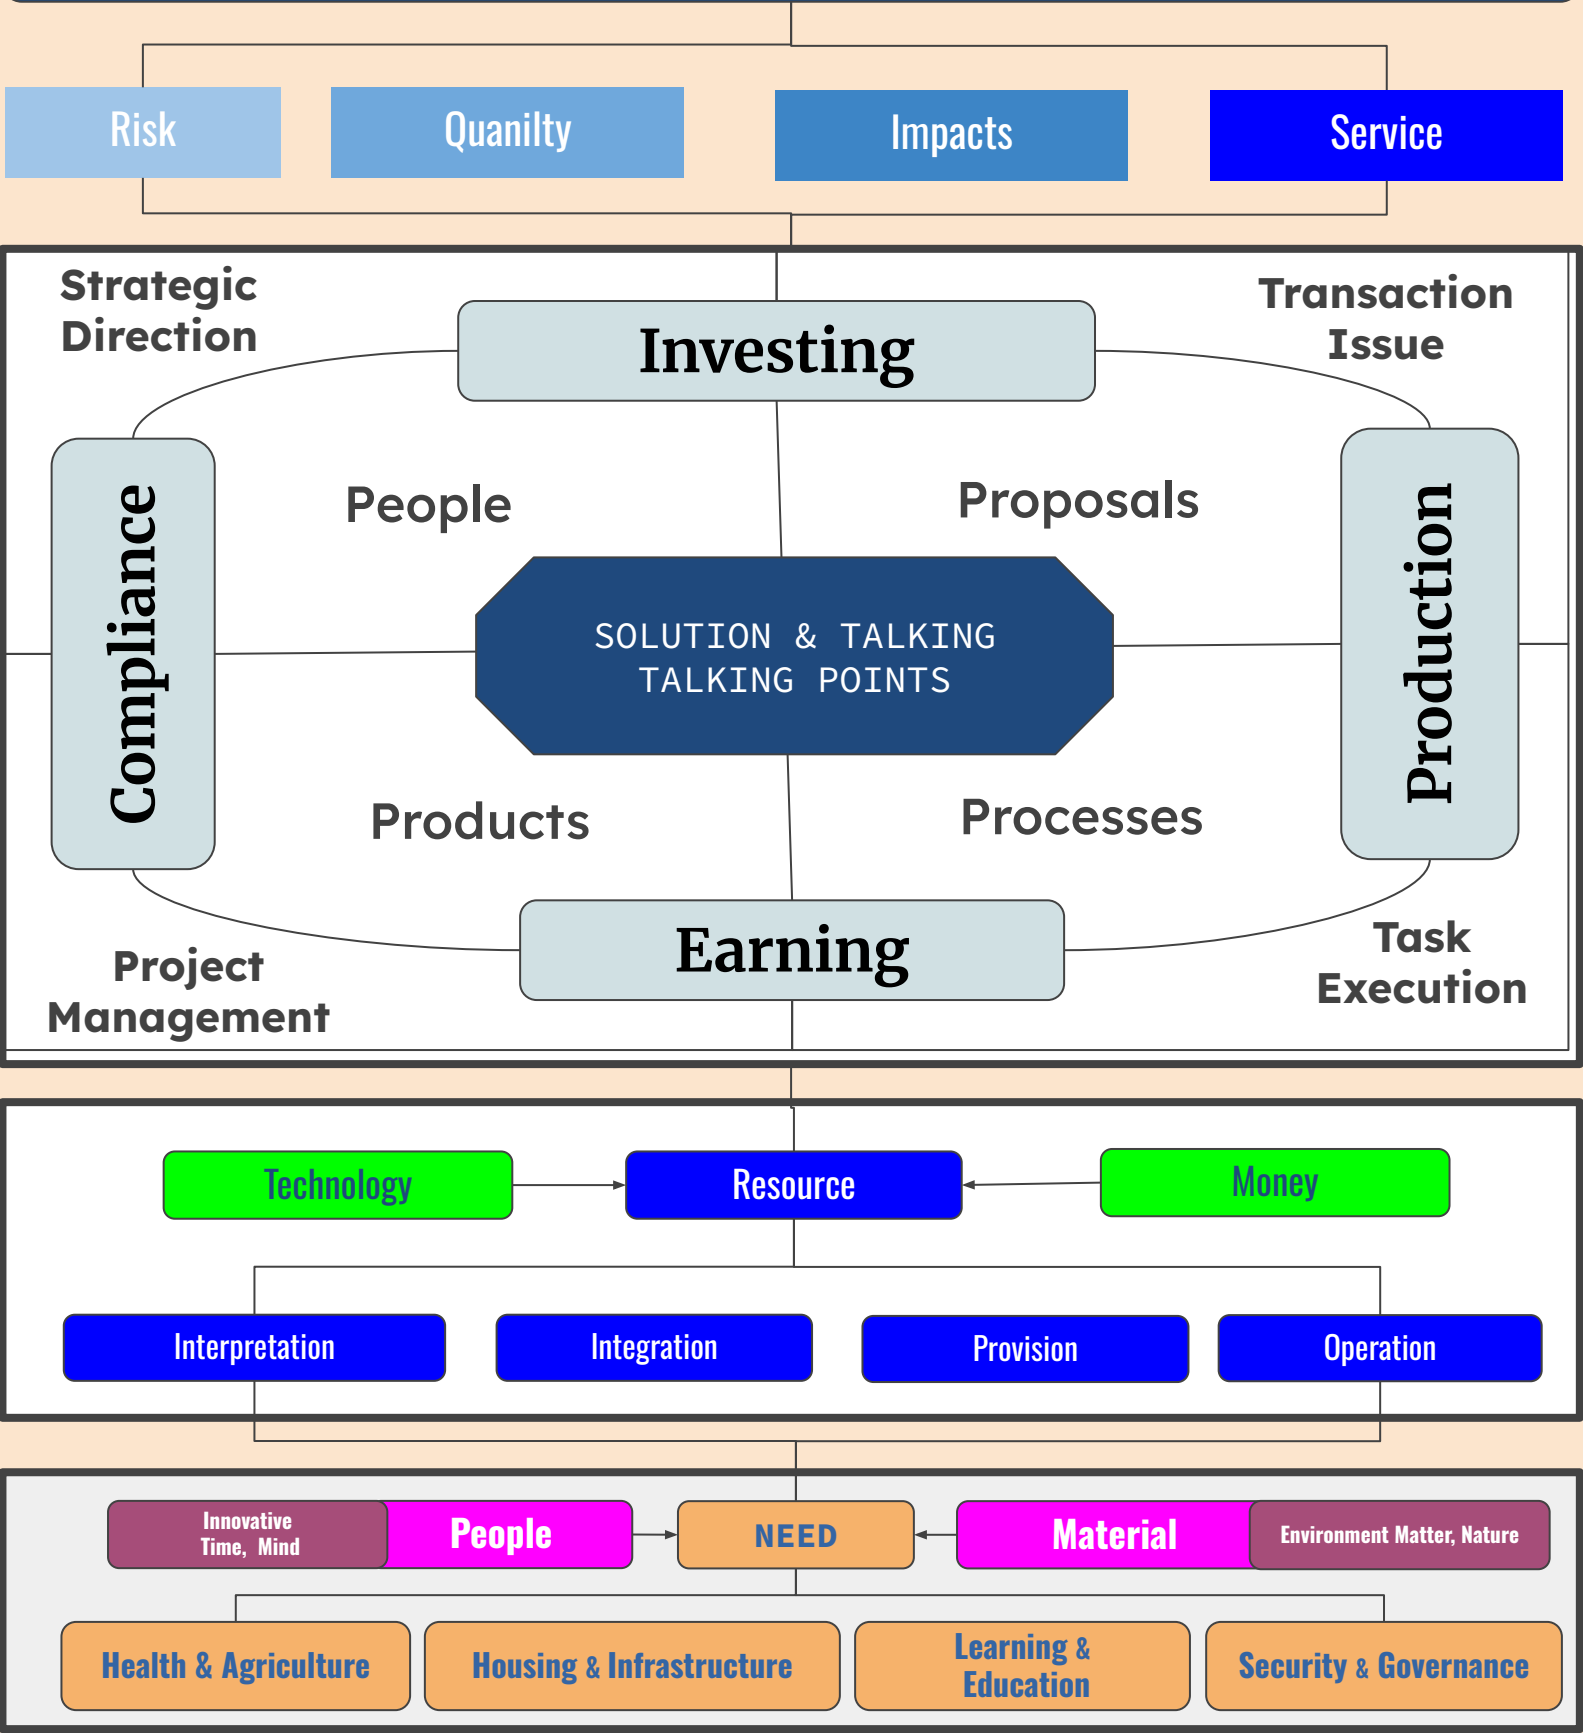 Risk
Quanilty
Impacts
Service
Strategic
Direction
Transaction
Issue
Investing
People
Proposals
Compliance
SOLUTION & TALKING
TALKING POINTS
Production
Products
Processes
Earning
Project
Management
Task
Execution
Technology
Resource
Money
Interpretation
Integration
Provision
Operation
Innovative
Time, Mind
People
NEED
Material
Environment Matter, Nature
Health & Agriculture
Housing & Infrastructure
Learning &
Education
Security & Governance